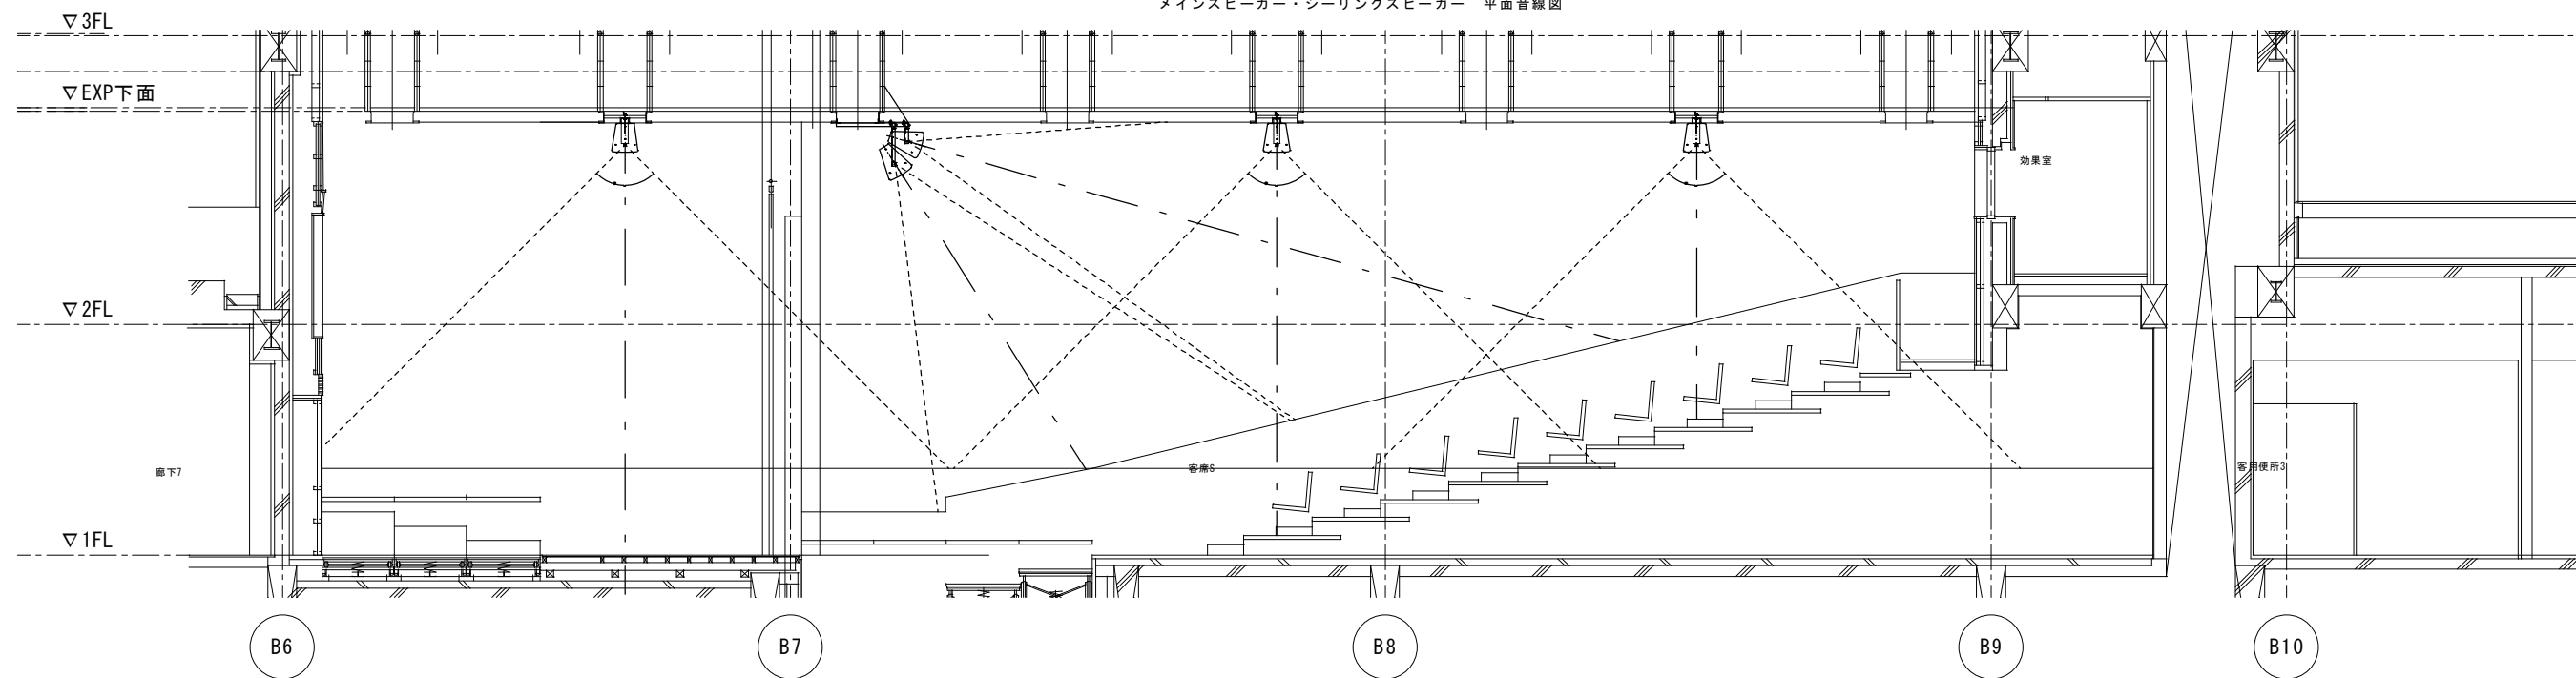 メインスピーカー・シーリングスピーカー 平面音線図
▽3FL
▽EXP下面
効果室
▽2FL
廊下7
客席S
客用便所3
▽1FL
B6
B7
B8
B9
B10